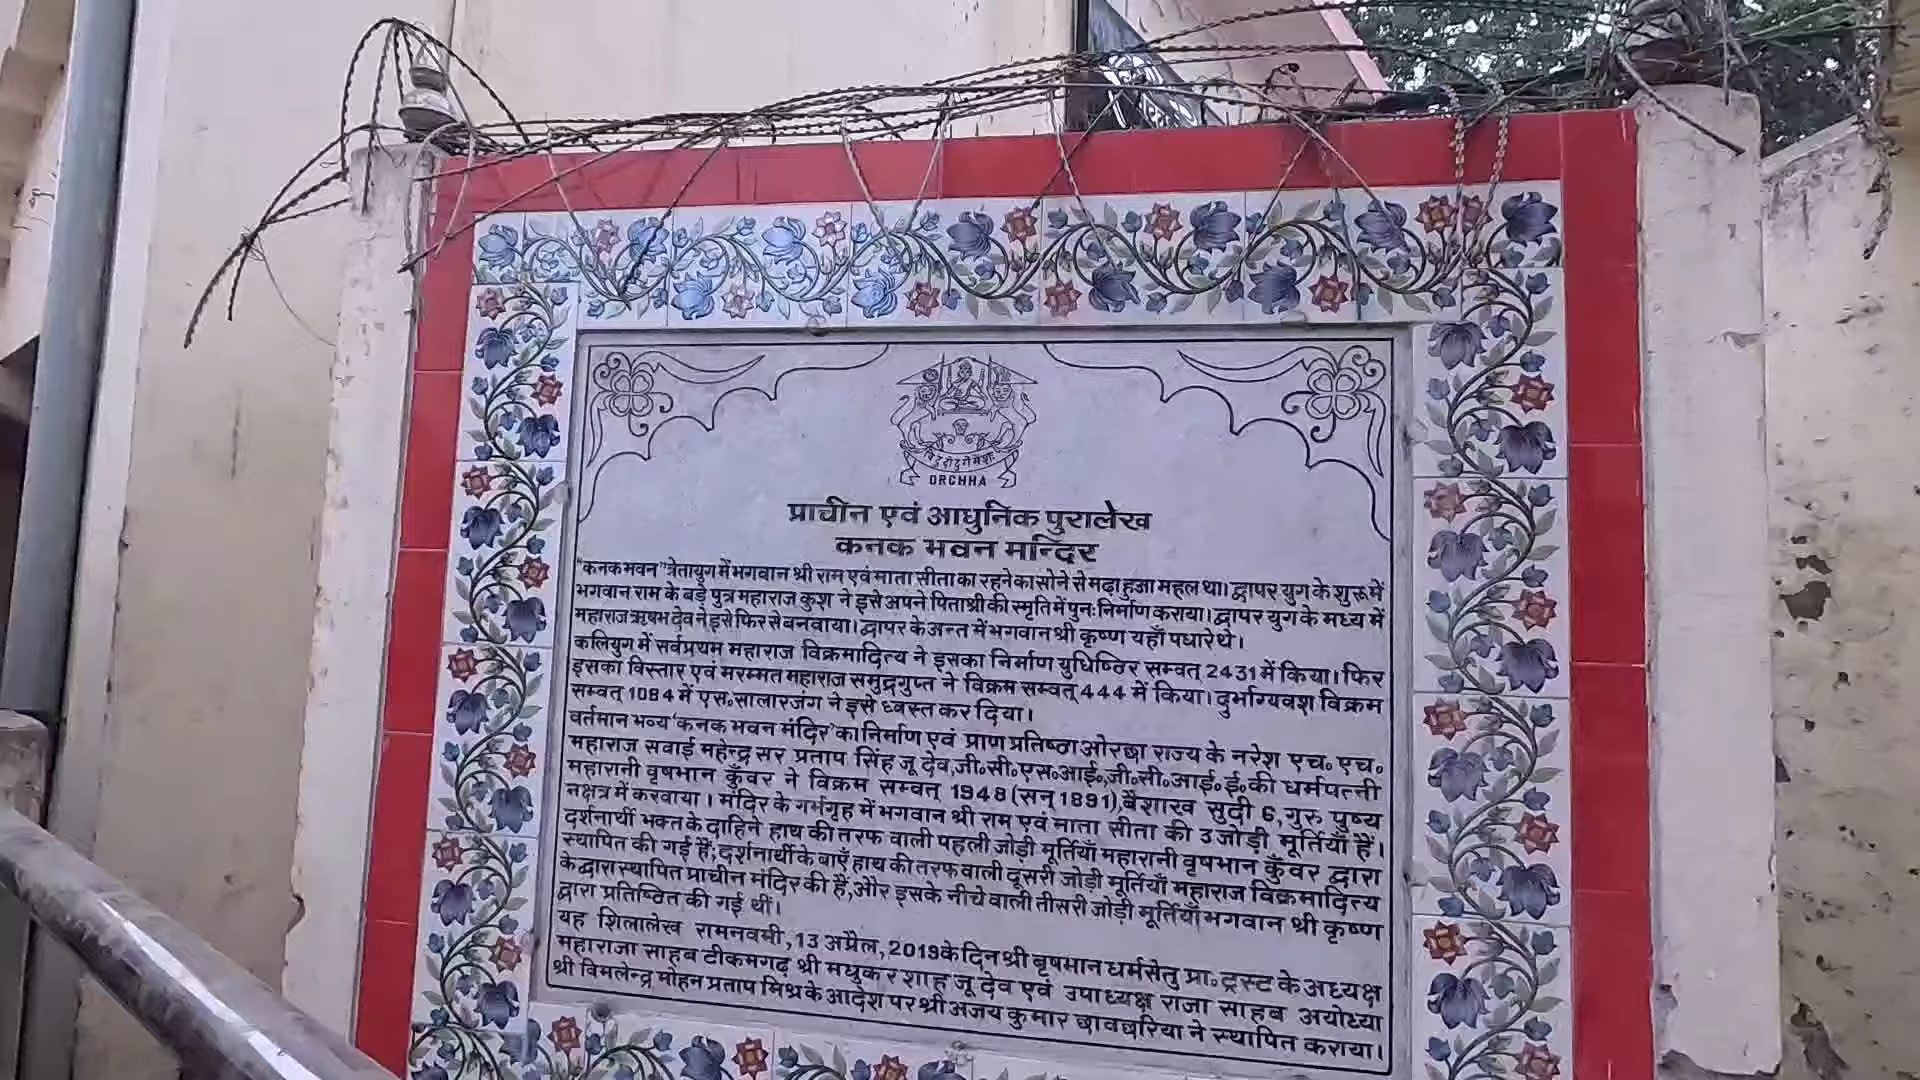 ORCHHA
प्राचीन एवं आधुनिक पुरालेख
कनक भवन मन्दिर
"कनक भवन" त्रेतायुग में भगवान श्री राम एवं माता सीता का रहने का सोने से मढ़ा हुआ महल था। द्वापर युग के शुरू में
भगवान राम के बड़े पुत्र महाराज कुश ने इसे अपने पिताश्री की स्मृति में पुनः निर्माण कराया। द्वापर युग के मध्य में
महाराज ऋषभ देव ने इसे फिर से बनवाया। द्वापर के अन्त में भगवान श्री कृष्ण यहाँ पधारे थे।
कलियुग में सर्वप्रथम महाराज विक्रमादित्य ने इसका निर्माण युधिष्ठिर सम्वत् 2431 में किया। फिर
इसका विस्तार एवं मरम्मत महाराज समुद्रगुप्त ने विक्रम सम्वत् 444 में किया। दुर्भाग्यवश विक्रम
सम्वत् 1084 में एस॰ सालारजंग ने इसे ध्वस्त कर दिया।
वर्तमान भव्य 'कनक भवन मंदिर' का निर्माण एवं प्राण प्रतिष्ठा ओरछा राज्य के नरेश एच॰ एच॰
महाराज सवाई महेन्द्र सर प्रताप सिंह जू देव, जी॰ सी॰ एस॰ आई॰, जी॰ सी॰ आई॰ ई॰ की धर्मपत्नी
महारानी वृषभान कुँवर ने विक्रम सम्वत् 1948 (सन् 1891), बैशाख सुदी 6, गुरु पुष्य
नक्षत्र में करवाया। मंदिर के गर्भगृह में भगवान श्री राम एवं माता सीता की 3 जोड़ी मूर्तियाँ हैं।
दर्शनार्थी भक्त के दाहिने हाथ की तरफ वाली पहली जोड़ी मूर्तियाँ महारानी वृषभान कुँवर द्वारा
स्थापित की गई हैं; दर्शनार्थी के बाएँ हाथ की तरफ वाली दूसरी जोड़ी मूर्तियाँ महाराज विक्रमादित्य
के द्वारा स्थापित प्राचीन मंदिर की हैं, और इसके नीचे वाली तीसरी जोड़ी मूर्तियाँ भगवान श्री कृष्ण
द्वारा प्रतिष्ठित की गई थीं।
यह शिलालेख रामनवमी, 13 अप्रैल, 2019 के दिन श्री बृषभान धर्मसेतु प्रा॰ ट्रस्ट के अध्यक्ष
महाराजा साहब टीकमगढ़ श्री मधुकर शाह जू देव एवं उपाध्यक्ष राजा साहब अयोध्या
श्री विमलेन्द्र मोहन प्रताप मिश्र के आदेश पर श्री अजय कुमार छावछरिया ने स्थापित कराया।